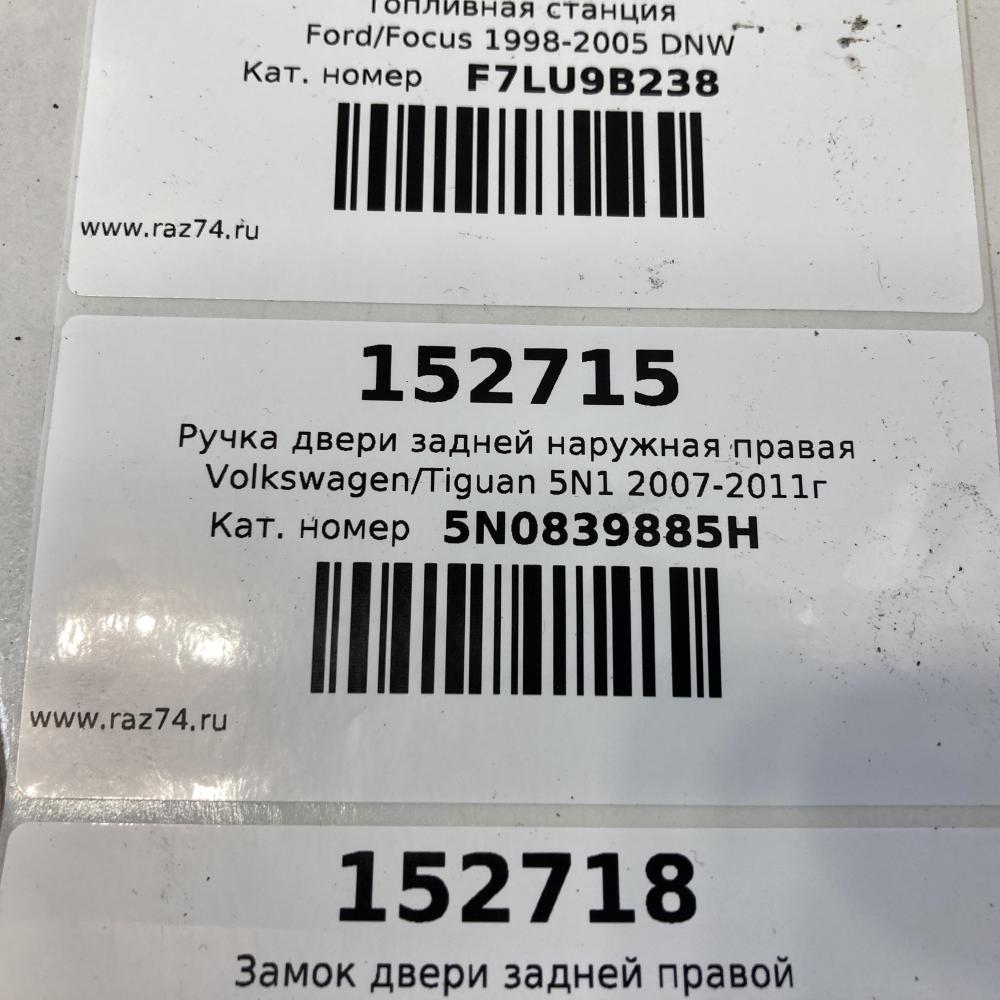 топливная станция
Ford/Focus 1998-2005 DNW
Кат. номер F7LU9B238
www.raz74.ru
152715
Ручка двери задней наружная правая
Volkswagen/Tiguan 5N1 2007-2011г
Кат. номер 5N0839885H
www.raz74.ru
152718
Замок двери задней правой